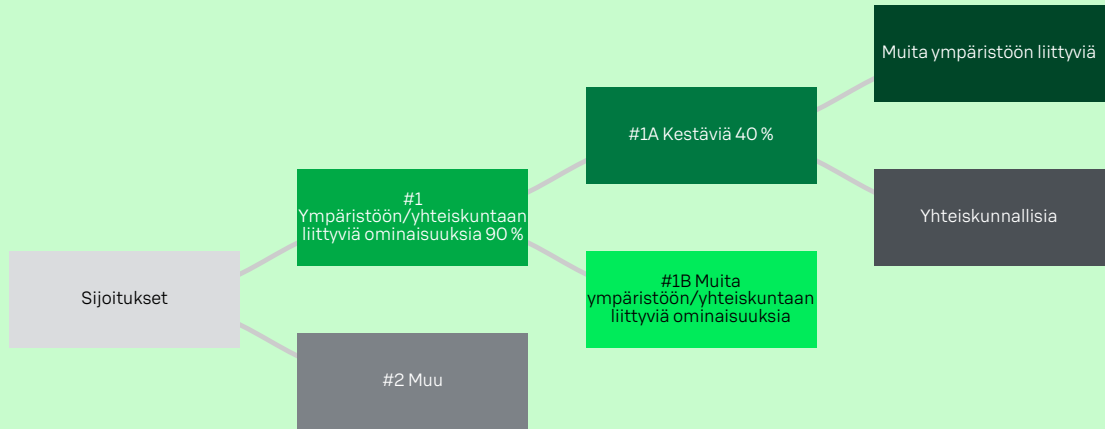 Muita ympäristöön liittyviä
#1A Kestäviä 40 %
#1
Ympäristöön/yhteiskuntaan
liittyviä ominaisuuksia 90 %
Yhteiskunnallisia
Sijoitukset
#1B Muita
ympäristöön/yhteiskuntaan
liittyviä ominaisuuksia
#2 Muu